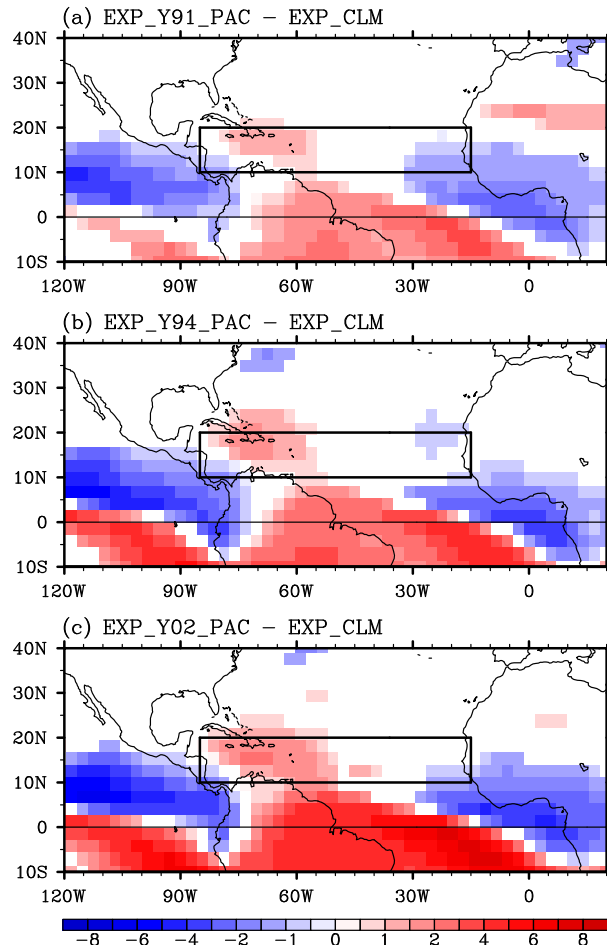 (a) EXP_Y91_PAC − EXP_CLM
40N
30N
20N
10N
0
10S
120W 90W 60W 30W 0
(b) EXP_Y94_PAC − EXP_CLM
40N
30N
20N
10N
0
10S
120W 90W 60W 30W 0
(c) EXP_Y02_PAC − EXP_CLM
40N
30N
20N
10N
0
10S
120W 90W 60W 30W 0
−8 −6 −4 −2 −1 0 1 2 4 6 8